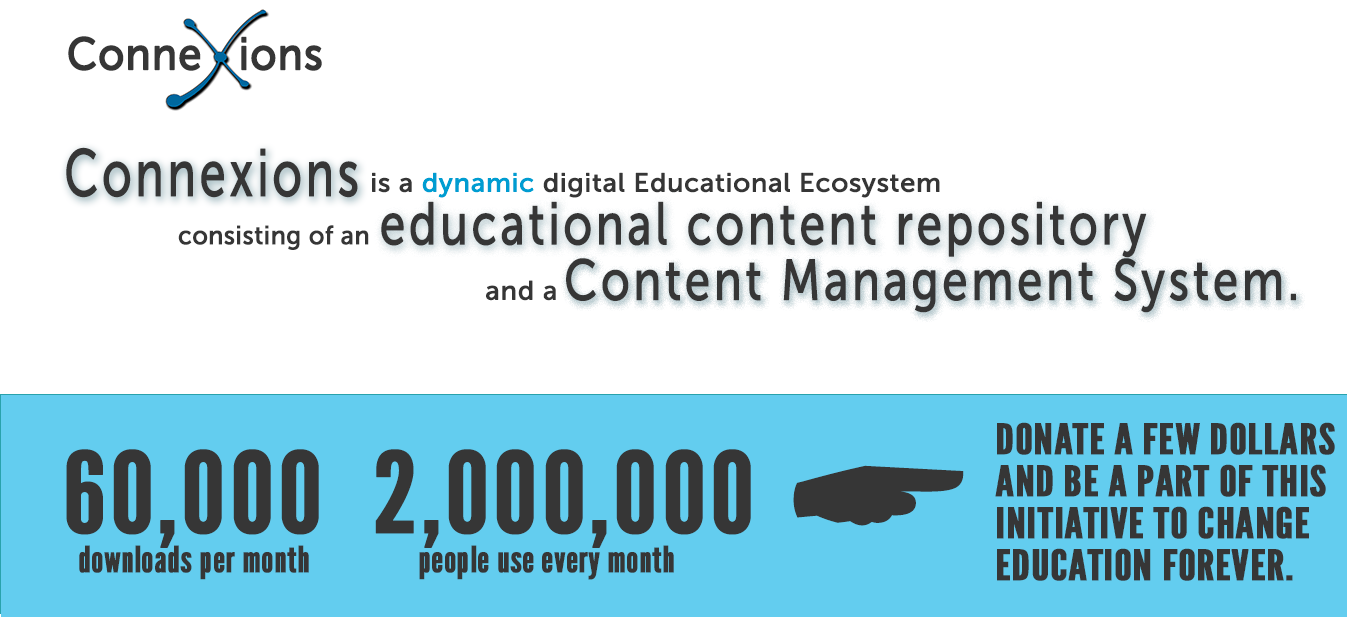 ConneXions
Connexions is a dynamic digital Educational Ecosystem
consisting of an educational content repository
and a Content Management System.
60,000
downloads per month
2,000,000
people use every month
DONATE A FEW DOLLARS
AND BE A PART OF THIS
INITIATIVE TO CHANGE
EDUCATION FOREVER.